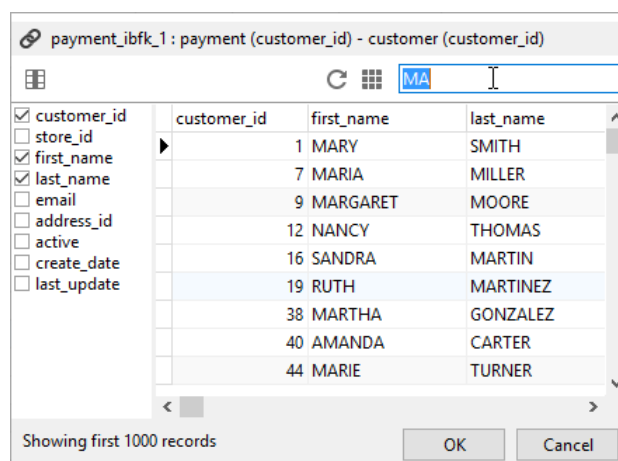 payment_ibfk_1 : payment (customer_id) - customer (customer_id)
MA
customer_id
store_id
first_name
last_name
email
address_id
active
create_date
last_update
customer_id first_name last_name
1 MARY SMITH
7 MARIA MILLER
9 MARGARET MOORE
12 NANCY THOMAS
16 SANDRA MARTIN
19 RUTH MARTINEZ
38 MARTHA GONZALEZ
40 AMANDA CARTER
44 MARIE TURNER
Showing first 1000 records
OK
Cancel